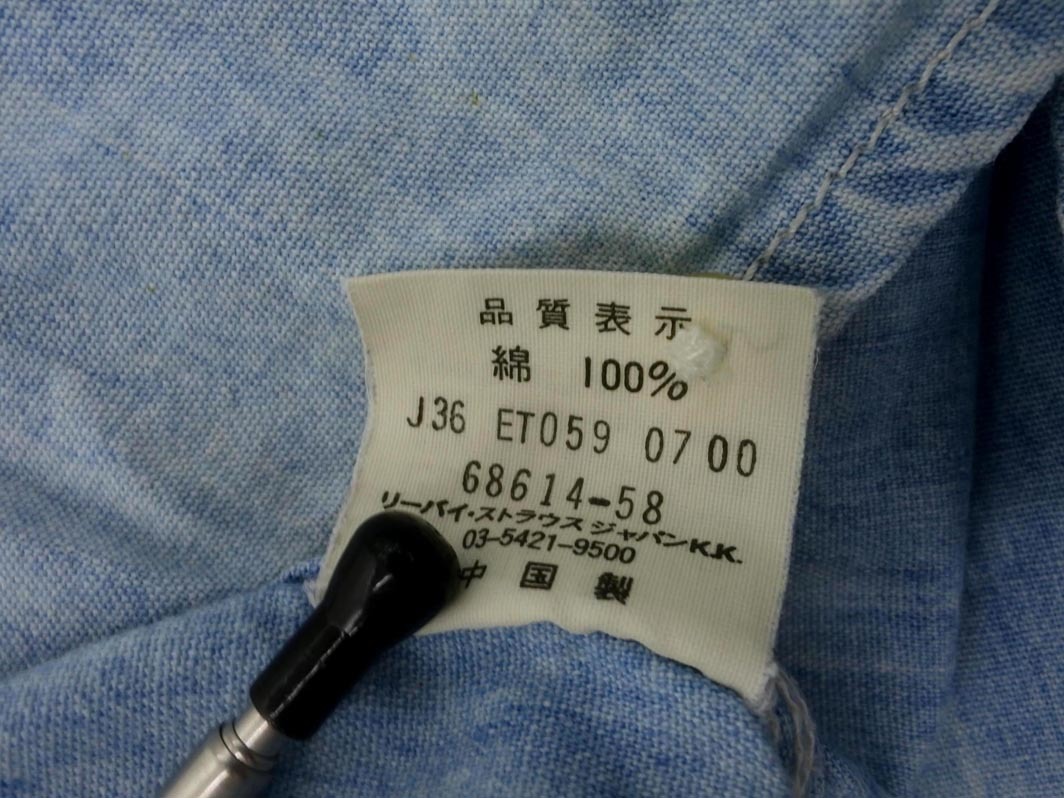 品質表示
綿 100%
J36 ET059 0700
68614-58
リーバイ・ストラウス ジャパンK.K.
03-5421-9500
中国製